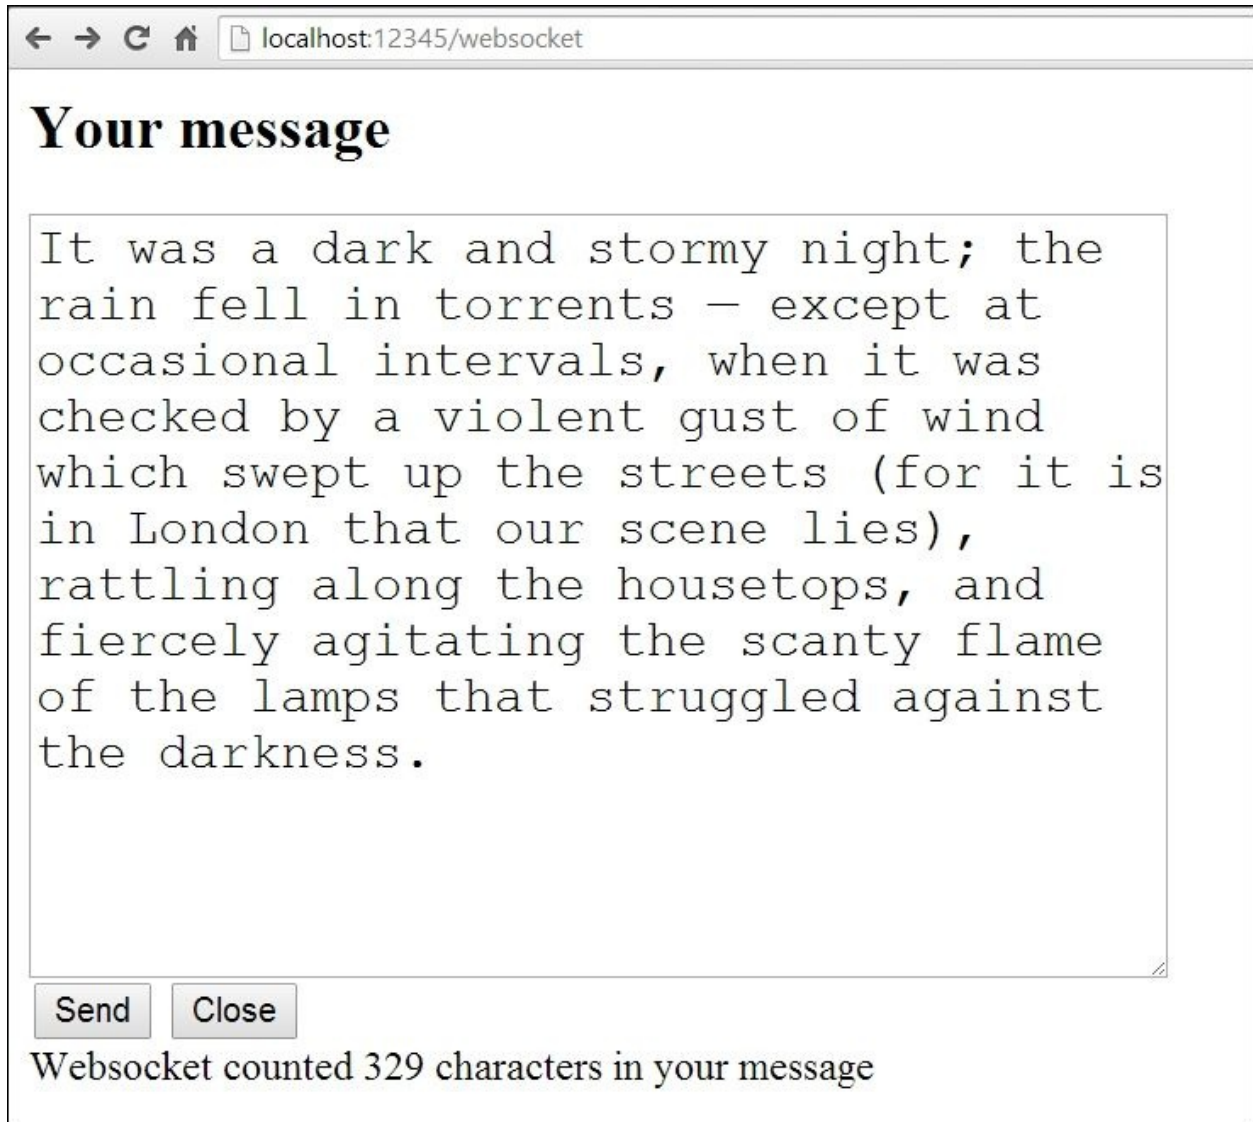 localhost:12345/websocket
Your message
It was a dark and stormy night; the
rain fell in torrents — except at
occasional intervals, when it was
checked by a violent gust of wind
which swept up the streets (for it is
in London that our scene lies),
rattling along the housetops, and
fiercely agitating the scanty flame
of the lamps that struggled against
the darkness.
Send Close
Websocket counted 329 characters in your message